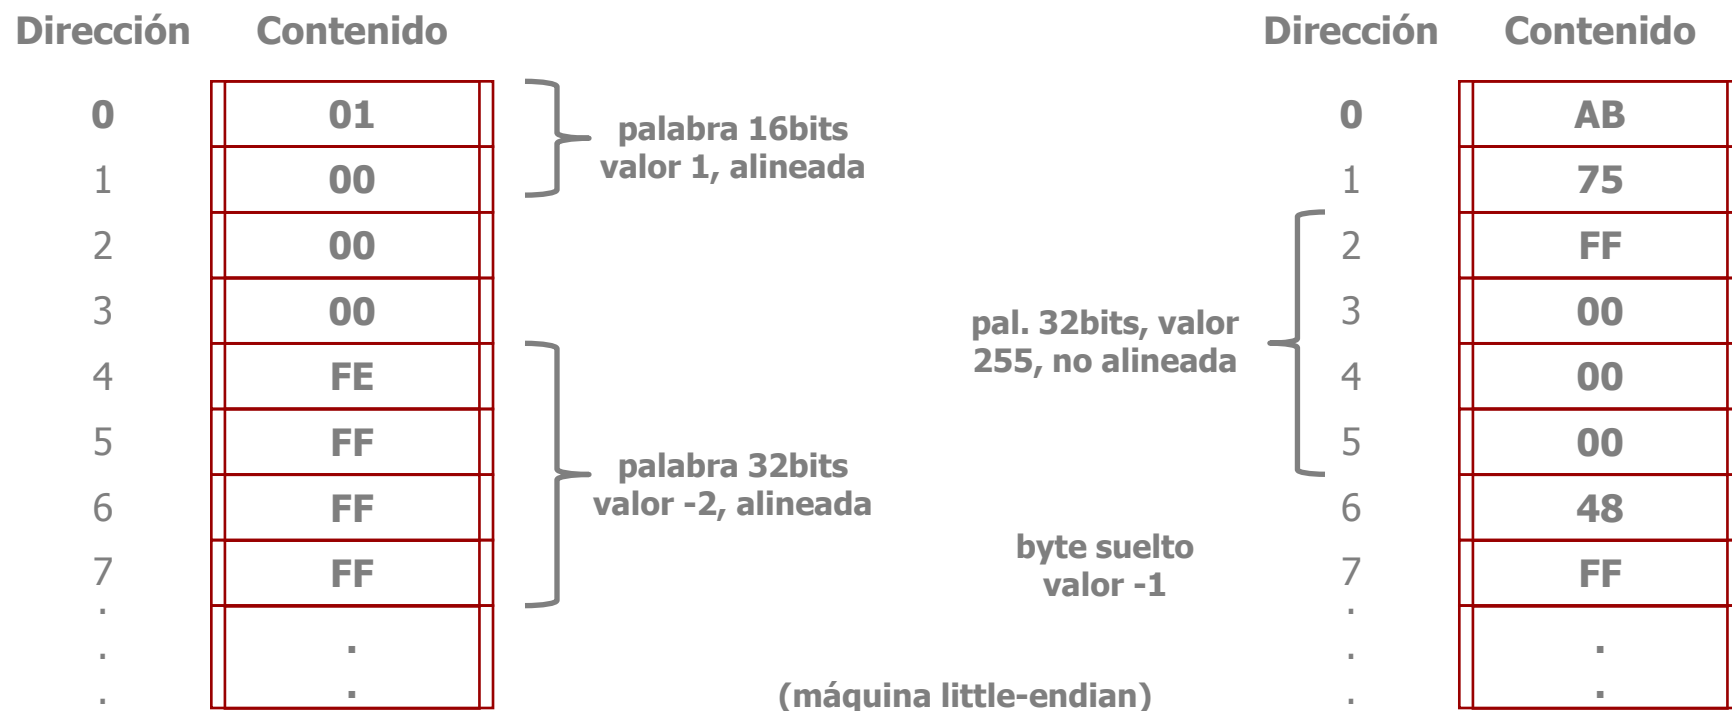 Dirección Contenido Dirección Contenido
0 01 0 AB
palabra 16bits
valor 1, alineada
1 00 1 75
2 00 2 FF
3 00 3 00
pal. 32bits, valor
255, no alineada
4 FE 4 00
5 FF 5 00
palabra 32bits
valor -2, alineada
6 FF 6 48
byte suelto
valor -1
7 FF 7 FF
. .
. . . .
. . (máquina little-endian) . .